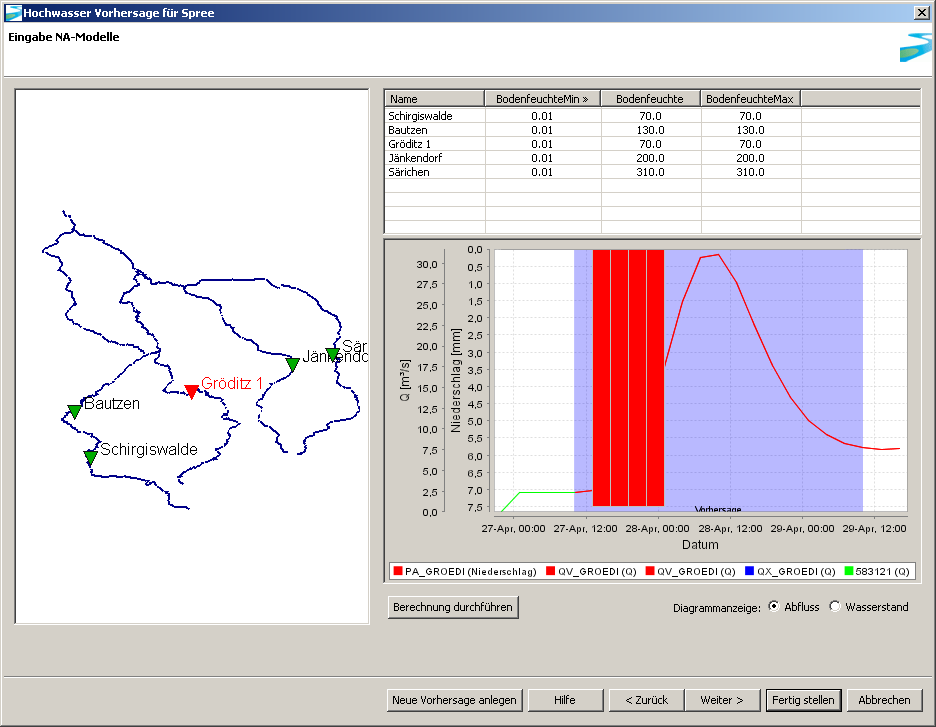 Hochwasser Vorhersage für Spree
Eingabe NA-Modelle
Name BodenfeuchteMin » Bodenfeuchte BodenfeuchteMax
Schirgiswalde 0.01 70.0 70.0
Bautzen 0.01 130.0 130.0
Gröditz 1 0.01 70.0 70.0
Jänkendorf 0.01 200.0 200.0
Särichen 0.01 310.0 310.0
Sär
Jänkendo
Gröditz 1
Bautzen
Schirgiswalde
Q [m³/s]
30,0
27,5
25,0
22,5
20,0
17,5
15,0
12,5
10,0
7,5
5,0
2,5
0,0
Niederschlag [mm]
0,0
0,5
1,0
1,5
2,0
2,5
3,0
3,5
4,0
4,5
5,0
5,5
6,0
6,5
7,0
7,5
Vorhersage
27-Apr, 00:00 27-Apr, 12:00 28-Apr, 00:00 28-Apr, 12:00 29-Apr, 00:00 29-Apr, 12:00
Datum
PA_GROEDI (Niederschlag) QV_GROEDI (Q) QV_GROEDI (Q) QX_GROEDI (Q) 583121 (Q)
Berechnung durchführen Diagrammanzeige: Abfluss Wasserstand
Neue Vorhersage anlegen Hilfe < Zurück Weiter > Fertig stellen Abbrechen